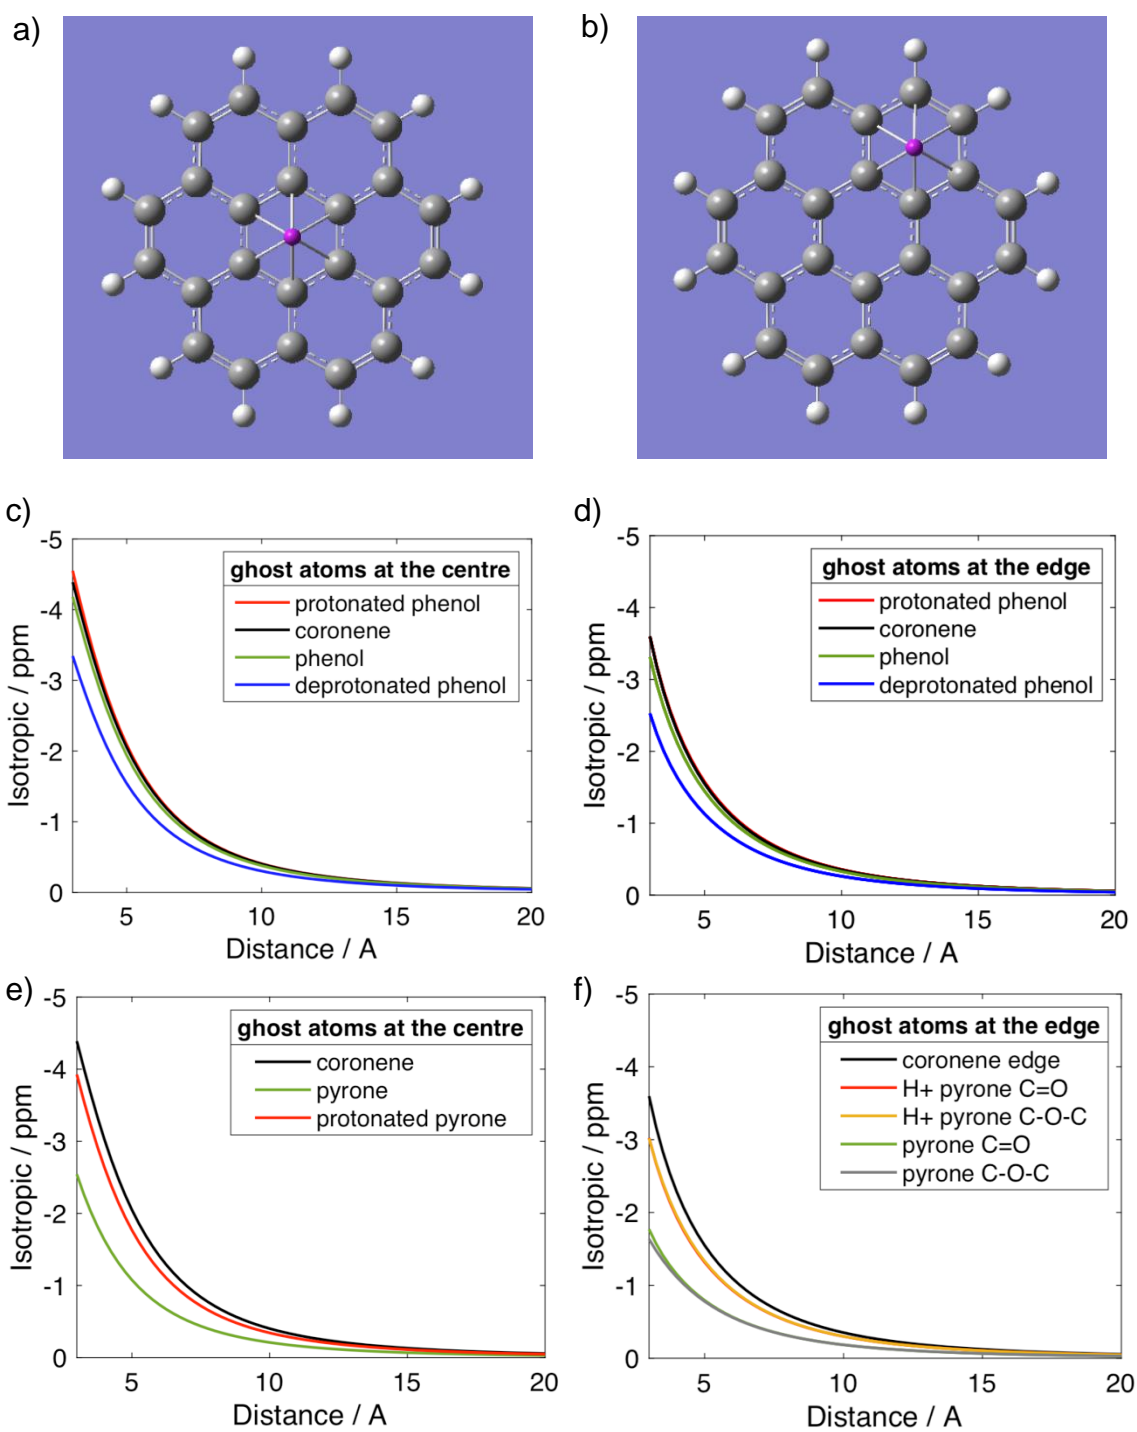 a)
b)
c)
-5
-4
-3
-2
-1
0
Isotropic / ppm
ghost atoms at the centre
protonated phenol
coronene
phenol
deprotonated phenol
5
10
15
20
Distance / A
d)
-5
-4
-3
-2
-1
0
Isotropic / ppm
ghost atoms at the edge
protonated phenol
coronene
phenol
deprotonated phenol
5
10
15
20
Distance / A
e)
-5
-4
-3
-2
-1
0
Isotropic / ppm
ghost atoms at the centre
coronene
pyrone
protonated pyrone
5
10
15
20
Distance / A
f)
-5
-4
-3
-2
-1
0
Isotropic / ppm
ghost atoms at the edge
coronene edge
H+ pyrone C=O
H+ pyrone C-O-C
pyrone C=O
pyrone C-O-C
5
10
15
20
Distance / A